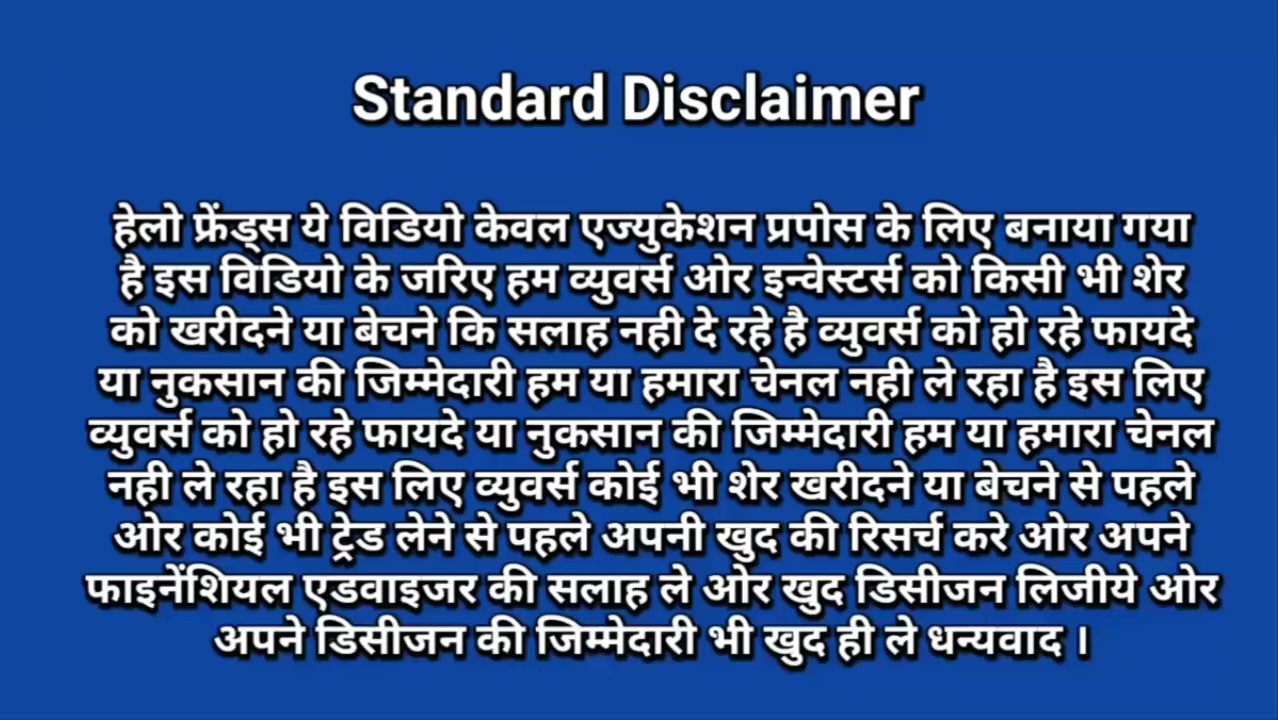 Standard Disclaimer
हेलो फ्रेंड्स ये विडियो केवल एज्युकेशन प्रपोस के लिए बनाया गया
है इस विडियो के जरिए हम व्युवर्स ओर इन्वेस्टर्स को किसी भी शेर
को खरीदने या बेचने कि सलाह नही दे रहे है व्युवर्स को हो रहे फायदे
या नुकसान की जिम्मेदारी हम या हमारा चेनल नही ले रहा है इस लिए
व्युवर्स को हो रहे फायदे या नुकसान की जिम्मेदारी हम या हमारा चेनल
नही ले रहा है इस लिए व्युवर्स कोई भी शेर खरीदने या बेचने से पहले
ओर कोई भी ट्रेड लेने से पहले अपनी खुद की रिसर्च करे ओर अपने
फाइनेंशियल एडवाइजर की सलाह ले ओर खुद डिसीजन लिजीये ओर
अपने डिसीजन की जिम्मेदारी भी खुद ही ले धन्यवाद ।